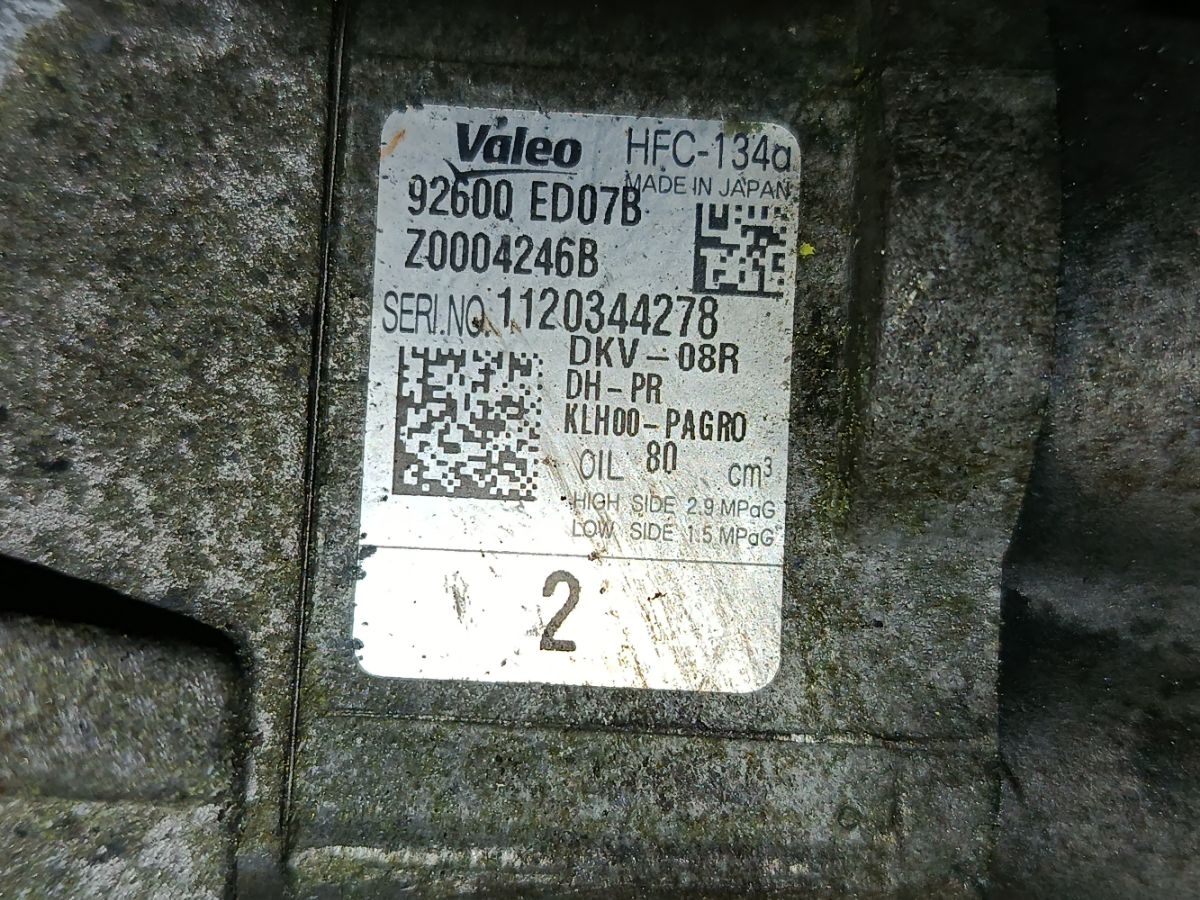 Valeo HFC-134a
MADE IN JAPAN
92600 ED07B
Z0004246B
SERI.NO. 1120344278
DKV-08R
DH-PR
KLH00-PAGRO
OIL 80 cm³
HIGH SIDE 2.9 MPaG
LOW SIDE 1.5 MPaG
2